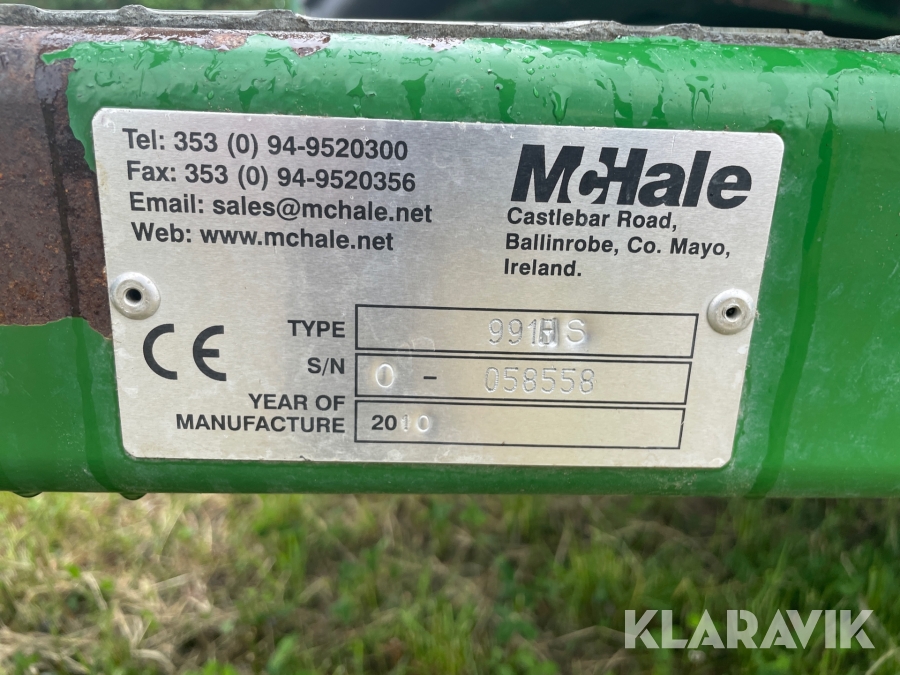 Tel: 353 (0) 94-9520300
Fax: 353 (0) 94-9520356
Email: sales@mchale.net
Web: www.mchale.net
McHale
Castlebar Road,
Ballinrobe, Co. Mayo,
Ireland.
CE
TYPE
S/N 0 - 058558
YEAR OF
MANUFACTURE 2010
KLARAVIK